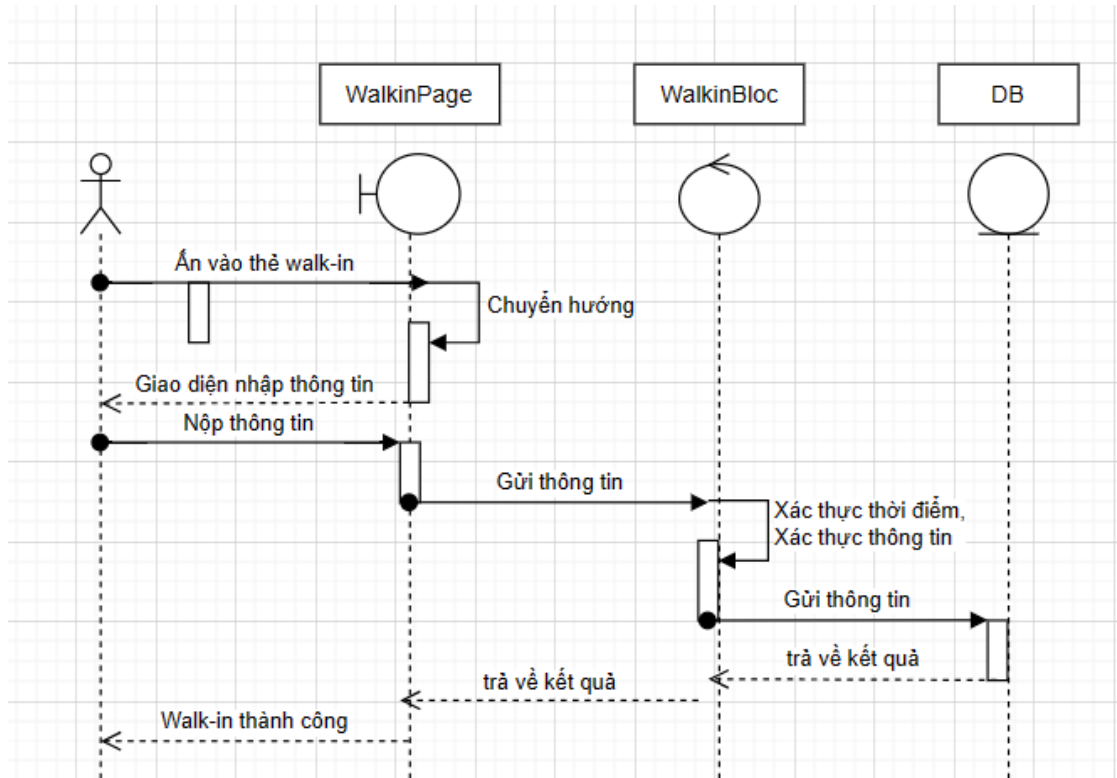 WalkinPage
WalkinBloc
DB
Ấn vào thẻ walk-in
Chuyển hướng
Giao diện nhập thông tin
Nộp thông tin
Gửi thông tin
Xác thực thời điểm,
Xác thực thông tin
Gửi thông tin
trả về kết quả
trả về kết quả
Walk-in thành công